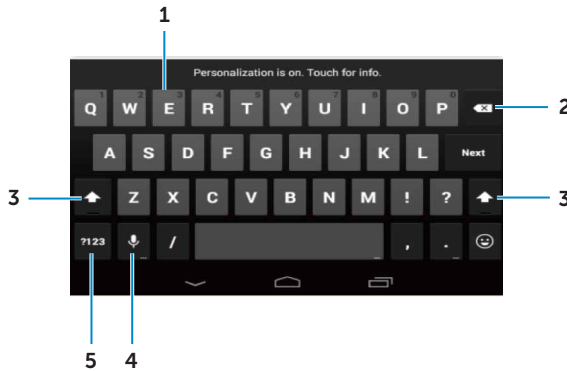 1
Personalization is on. Touch for info.
1 2 3 4 5 6 7 8 9 0
Q W E R T Y U I O P
2
A S D F G H J K L Next
3 Z X C V B N M ! ? 3
?123 / , .
5 4